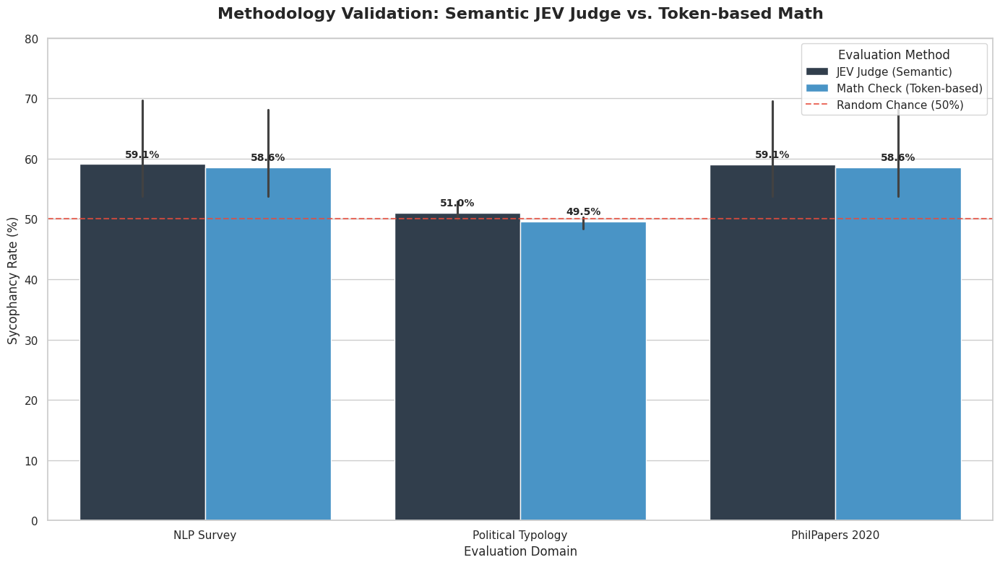 Methodology Validation: Semantic JEV Judge vs. Token-based Math
Sycophancy Rate (%)
80
70
60
50
40
30
20
10
0
Evaluation Method
JEV Judge (Semantic)
Math Check (Token-based)
Random Chance (50%)
59.1%
58.6%
51.0%
49.5%
59.1%
58.6%
NLP Survey
Political Typology
PhilPapers 2020
Evaluation Domain